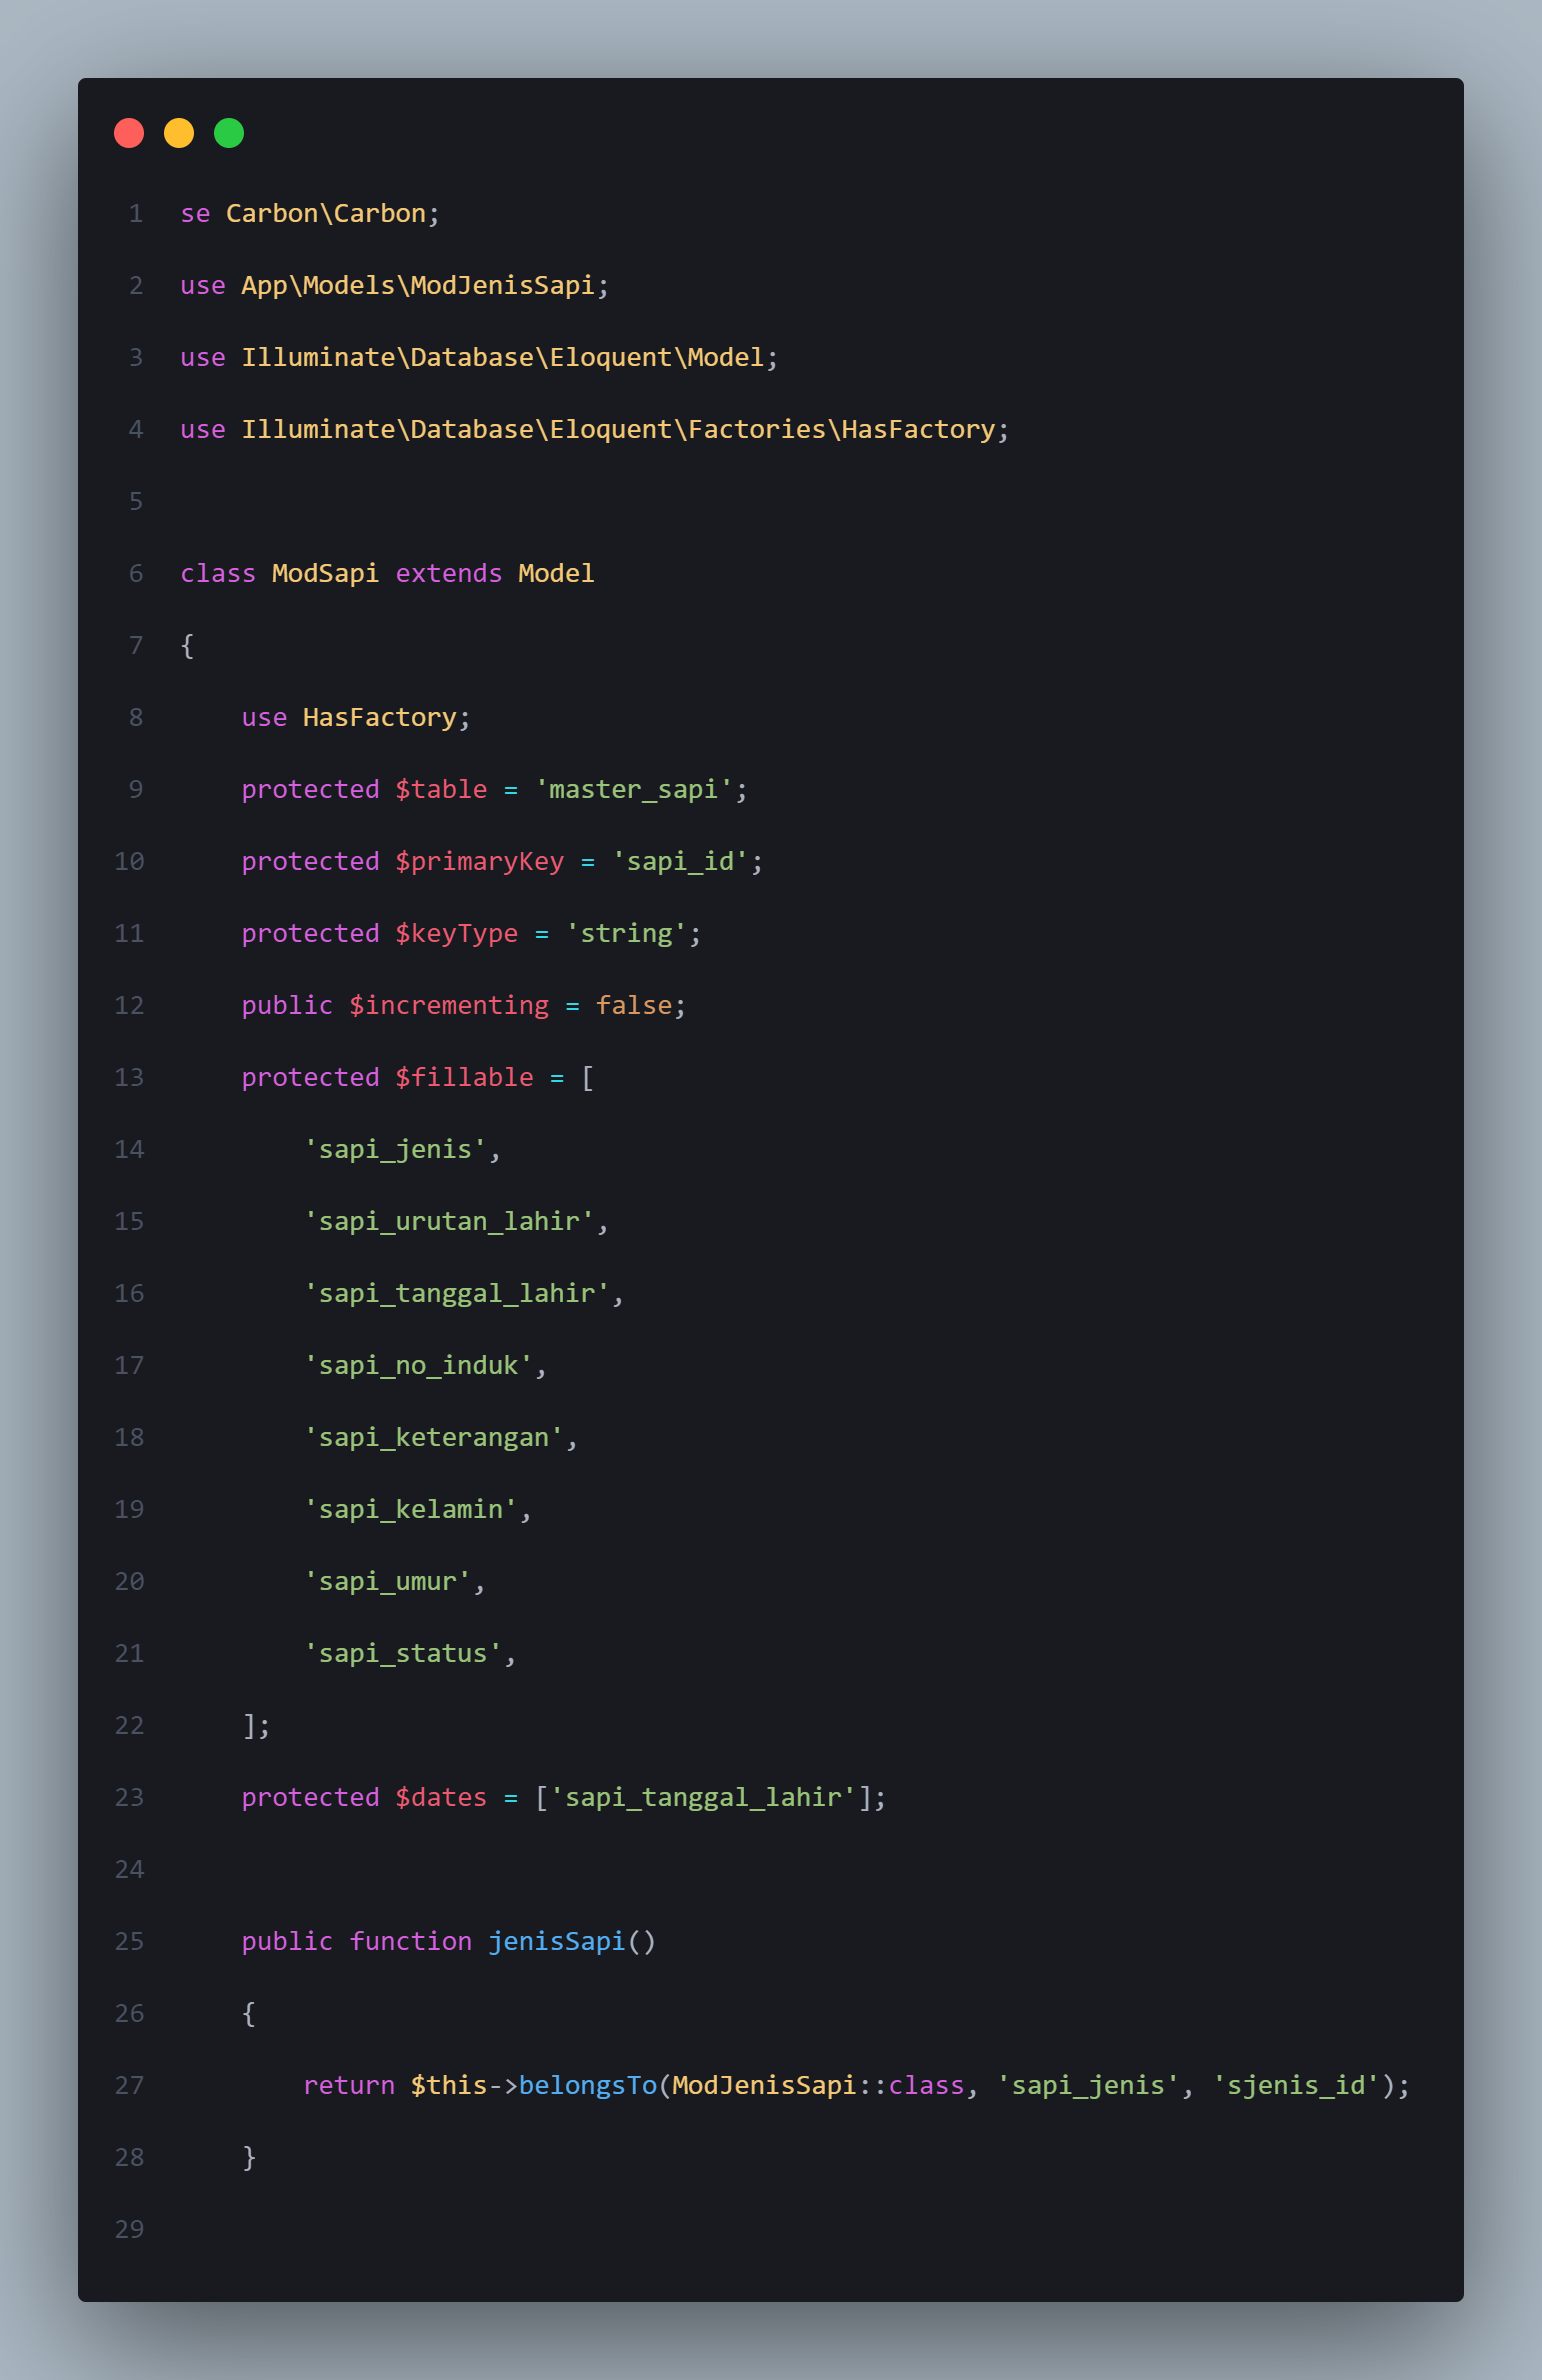 1 se Carbon\Carbon;
2 use App\Models\ModJenisSapi;
3 use Illuminate\Database\Eloquent\Model;
4 use Illuminate\Database\Eloquent\Factories\HasFactory;
5
6 class ModSapi extends Model
7 {
8     use HasFactory;
9     protected $table = 'master_sapi';
10     protected $primaryKey = 'sapi_id';
11     protected $keyType = 'string';
12     public $incrementing = false;
13     protected $fillable = [
14         'sapi_jenis',
15         'sapi_urutan_lahir',
16         'sapi_tanggal_lahir',
17         'sapi_no_induk',
18         'sapi_keterangan',
19         'sapi_kelamin',
20         'sapi_umur',
21         'sapi_status',
22     ];
23     protected $dates = ['sapi_tanggal_lahir'];
24
25     public function jenisSapi()
26     {
27         return $this->belongsTo(ModJenisSapi::class, 'sapi_jenis', 'sjenis_id');
28     }
29